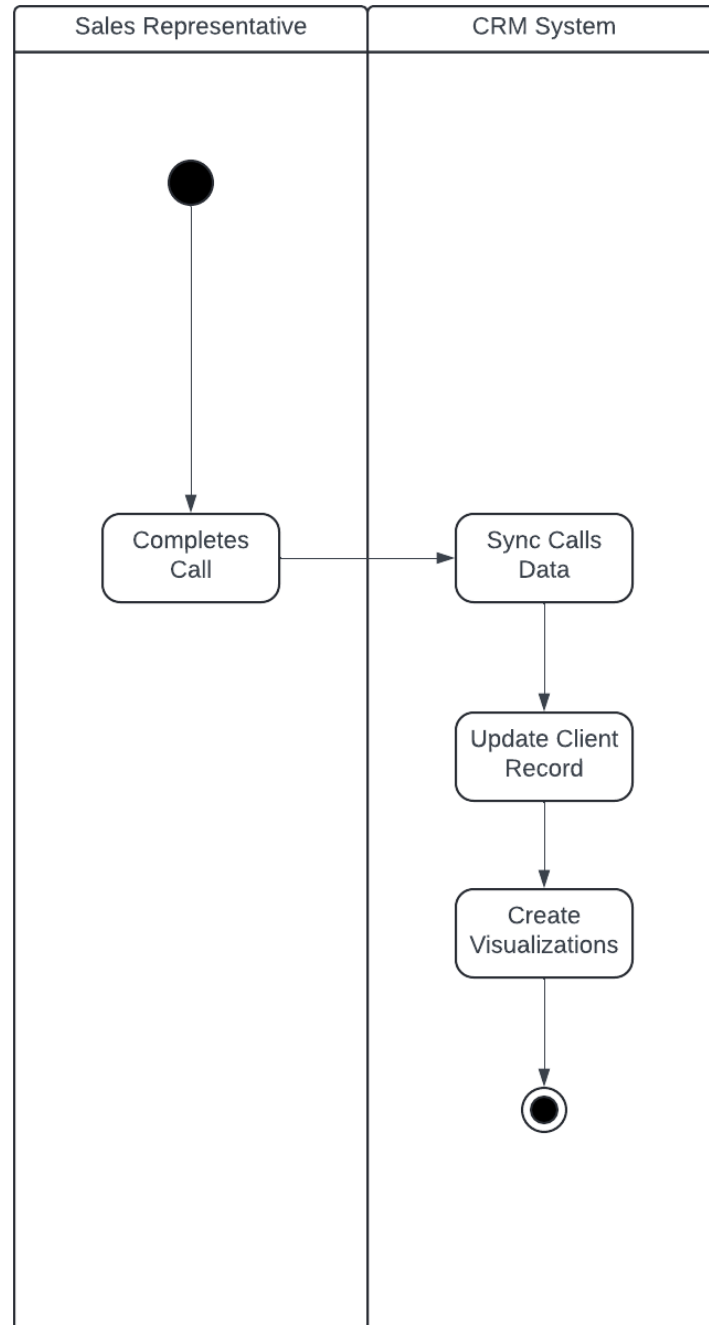 Sales Representative
CRM System
Completes
Call
Sync Calls
Data
Update Client
Record
Create
Visualizations